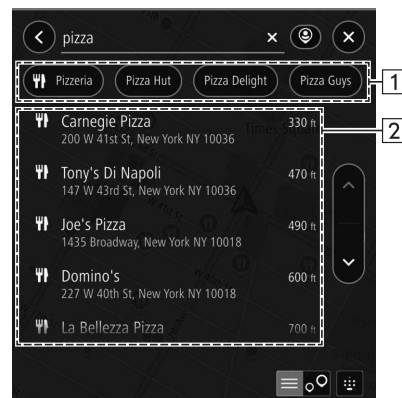 pizza
Pizzeria Pizza Hut Pizza Delight Pizza Guys
1
Carnegie Pizza 330 ft
200 W 41st St, New York NY 10036
2
Tony's Di Napoli 470 ft
147 W 43rd St, New York NY 10036
Joe's Pizza 490 ft
1435 Broadway, New York NY 10018
Domino's 600 ft
227 W 40th St, New York NY 10018
La Bellezza Pizza 700 ft